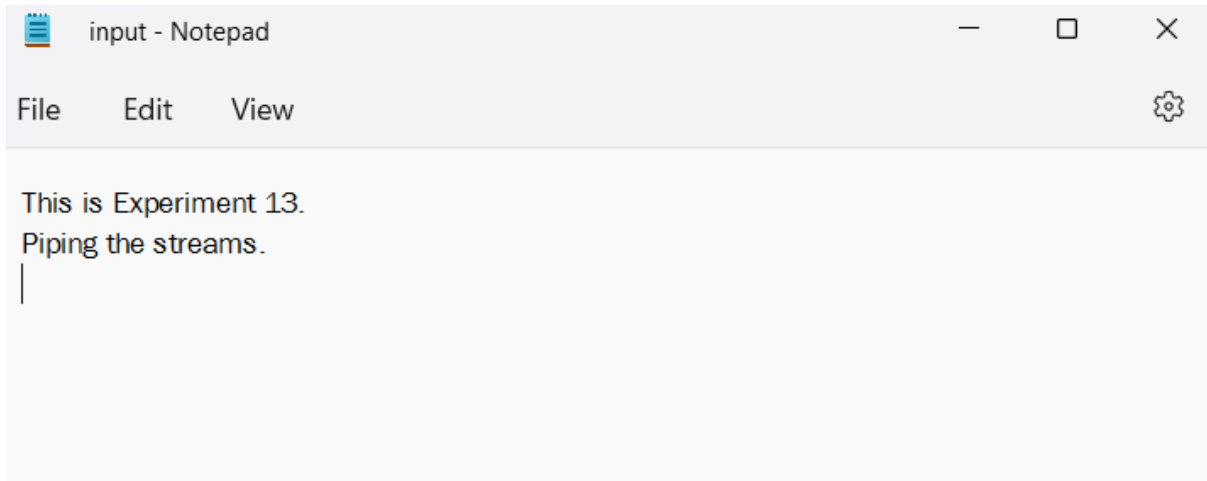 input - Notepad
File Edit View
This is Experiment 13.
Piping the streams.